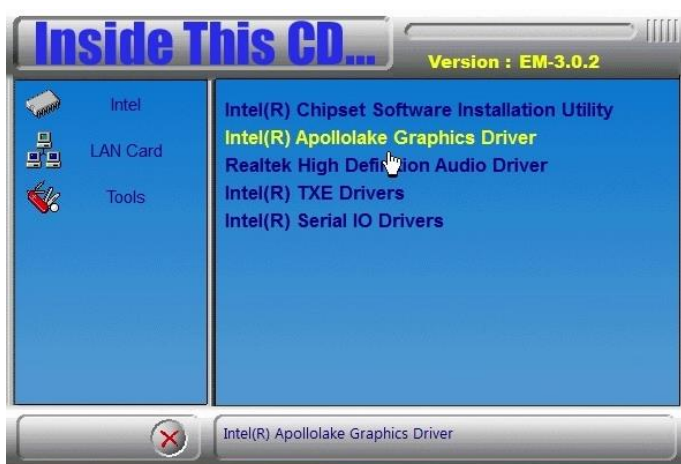 Inside This CD...
Version : EM-3.0.2
Intel
LAN Card
Tools
Intel(R) Chipset Software Installation Utility
Intel(R) Apollolake Graphics Driver
Realtek High Definition Audio Driver
Intel(R) TXE Drivers
Intel(R) Serial IO Drivers
Intel(R) Apollolake Graphics Driver